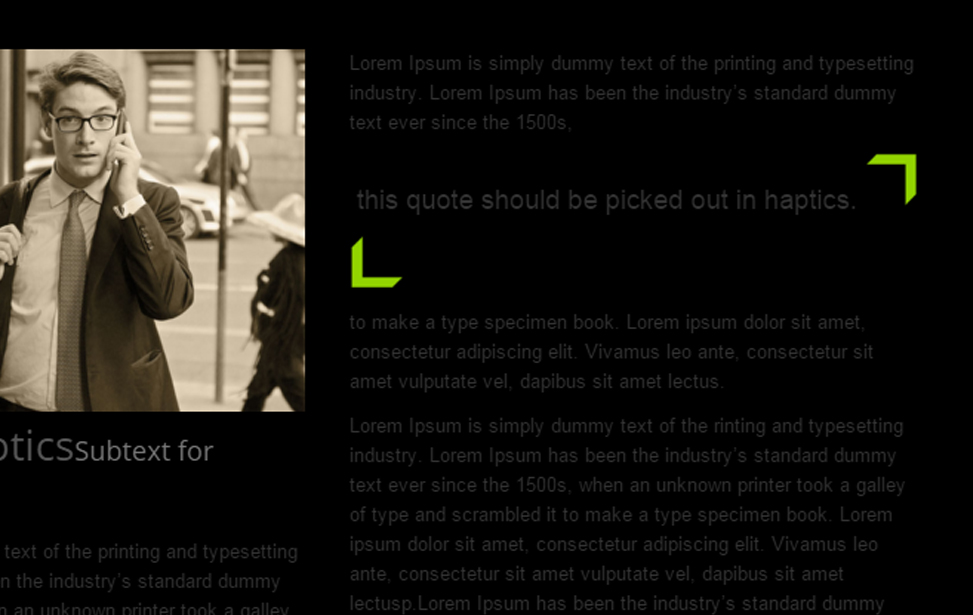 Lorem Ipsum is simply dummy text of the printing and typesetting
industry. Lorem Ipsum has been the industry's standard dummy
text ever since the 1500s,
this quote should be picked out in haptics.
to make a type specimen book. Lorem ipsum dolor sit amet,
consectetur adipiscing elit. Vivamus leo ante, consectetur sit
amet vulputate vel, dapibus sit amet lectus.
Lorem Ipsum is simply dummy text of the rinting and typesetting
industry. Lorem Ipsum has been the industry's standard dummy
text ever since the 1500s, when an unknown printer took a galley
of type and scrambled it to make a type specimen book. Lorem
ipsum dolor sit amet, consectetur adipiscing elit. Vivamus leo
ante, consectetur sit amet vulputate vel, dapibus sit amet
lectusp.Lorem Ipsum has been the industry's standard dummy
pticsSubtext for
text of the printing and typesetting
n the industry's standard dummy
an unknown printer took a galley